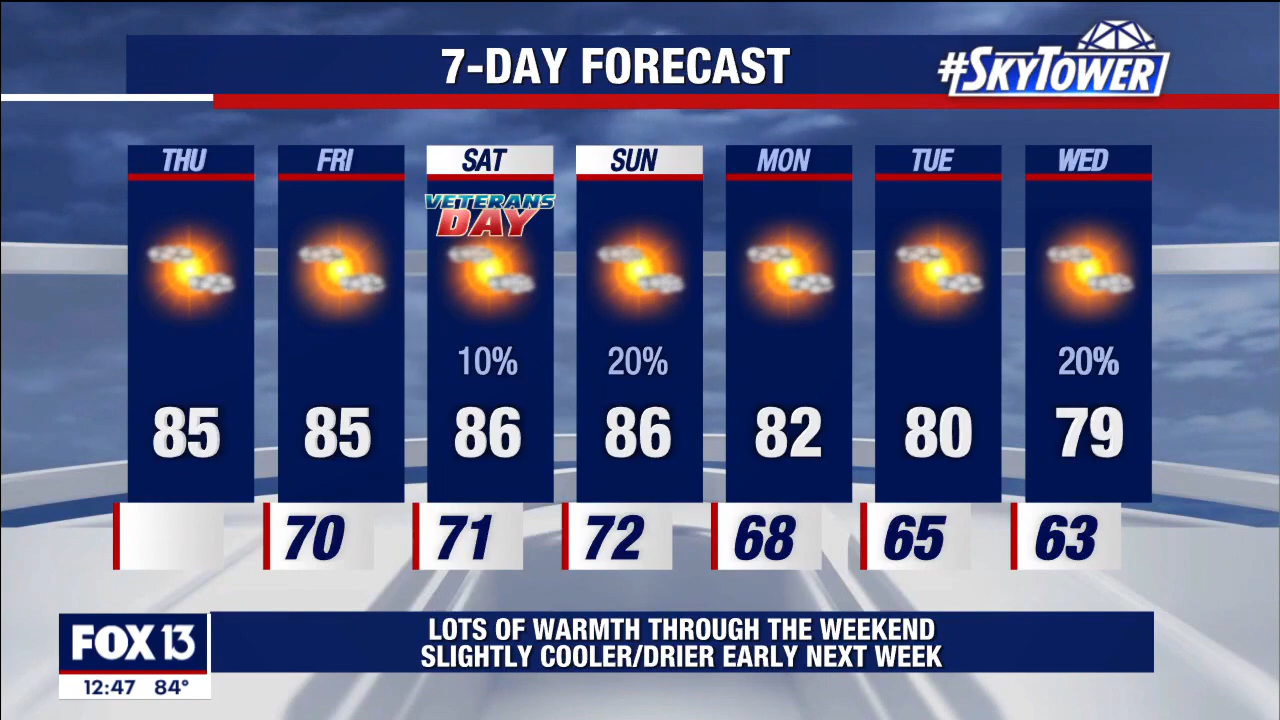 7-DAY FORECAST
#SKYTOWER
THU FRI SAT SUN MON TUE WED
VETERANS
DAY
10% 20% 20%
85 85 86 86 82 80 79
70 71 72 68 65 63
LOTS OF WARMTH THROUGH THE WEEKEND
SLIGHTLY COOLER/DRIER EARLY NEXT WEEK
FOX 13
12:47 84°